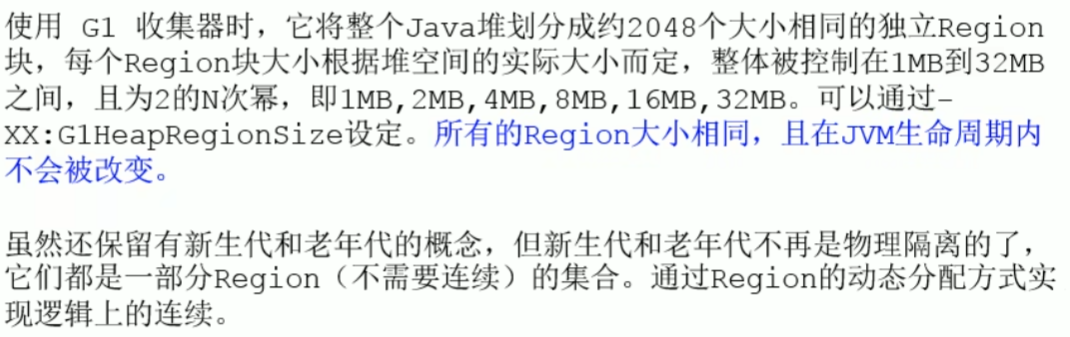 使用 G1 收集器时，它将整个Java堆划分成约2048个大小相同的独立Region
块，每个Region块大小根据堆空间的实际大小而定，整体被控制在1MB到32MB
之间，且为2的N次幂，即1MB,2MB,4MB,8MB,16MB,32MB。可以通过-
XX:G1HeapRegionSize设定。所有的Region大小相同，且在JVM生命周期内
不会被改变。
虽然还保留有新生代和老年代的概念，但新生代和老年代不再是物理隔离的了，
它们都是一部分Region（不需要连续）的集合。通过Region的动态分配方式实
现逻辑上的连续。